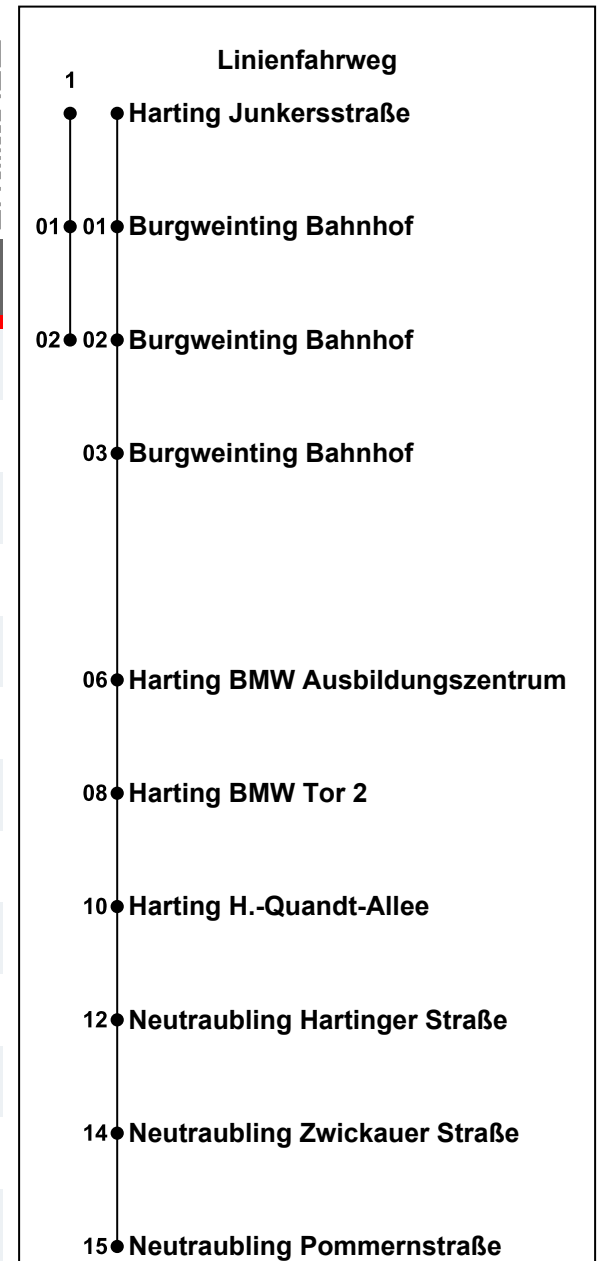 Linienfahrweg
1
Harting Junkersstraße
01 01 Burgweinting Bahnhof
02 02 Burgweinting Bahnhof
03 Burgweinting Bahnhof
06 Harting BMW Ausbildungszentrum
08 Harting BMW Tor 2
10 Harting H.-Quandt-Allee
12 Neutraubling Hartinger Straße
14 Neutraubling Zwickauer Straße
15 Neutraubling Pommernstraße